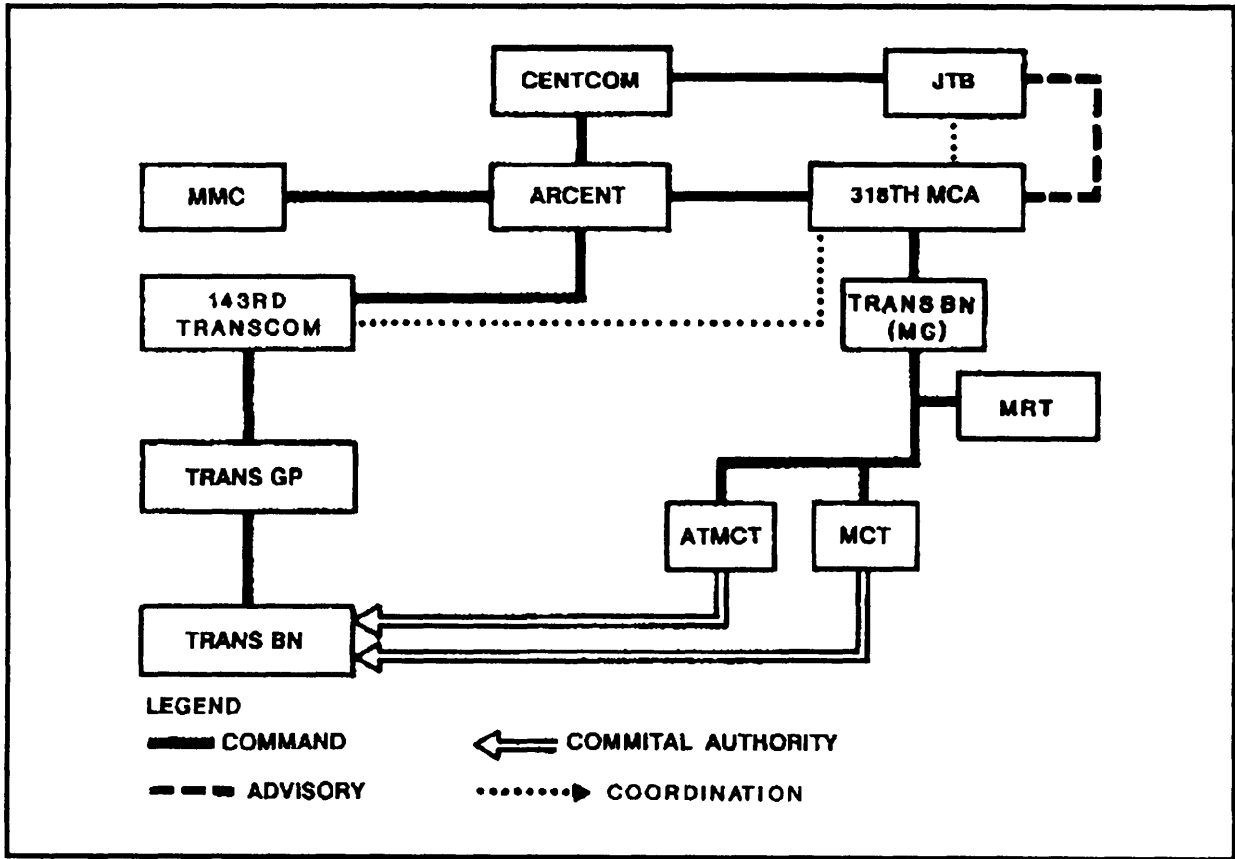 CENTCOM
JTB
MMC
ARCENT
318TH MCA
143RD
TRANSCOM
TRANS BN
(MG)
MRT
TRANS GP
ATMCT
MCT
TRANS BN
LEGEND
COMMAND
COMMITAL AUTHORITY
ADVISORY
COORDINATION